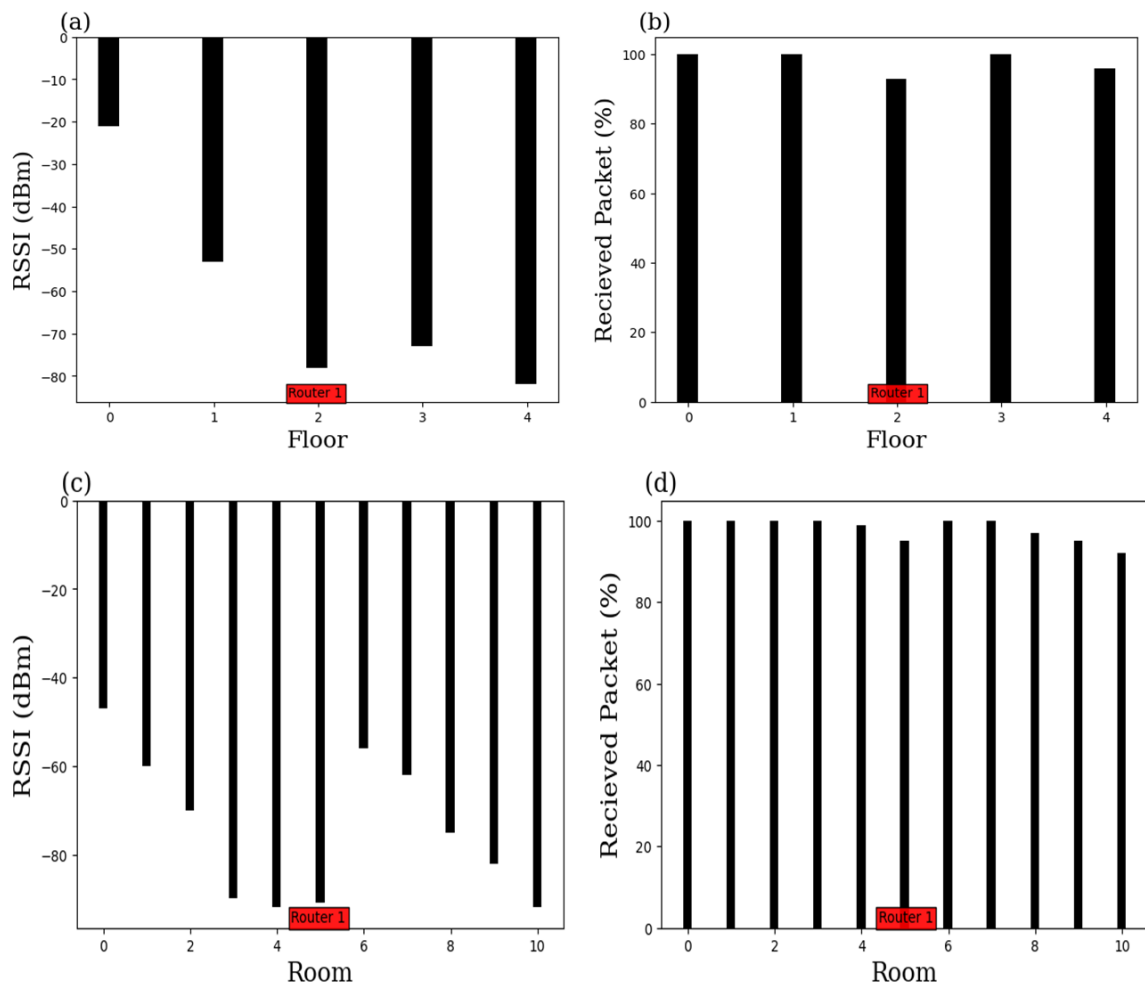 (a)
0
−10
−20
−30
−40
−50
−60
−70
−80
RSSI (dBm)
Router 1
0 1 2 3 4
Floor
(b)
100
80
60
40
20
0
Recieved Packet (%)
Router 1
0 1 2 3 4
Floor
(c)
0
−20
−40
−60
−80
RSSI (dBm)
Router 1
0 2 4 6 8 10
Room
(d)
100
80
60
40
20
0
Recieved Packet (%)
Router 1
0 2 4 6 8 10
Room